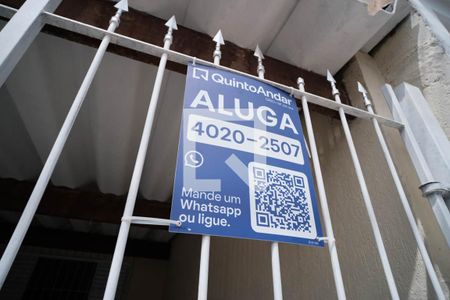 QuintoAndar
ALUGA
4020-2507
Mande um
Whatsapp
ou ligue.